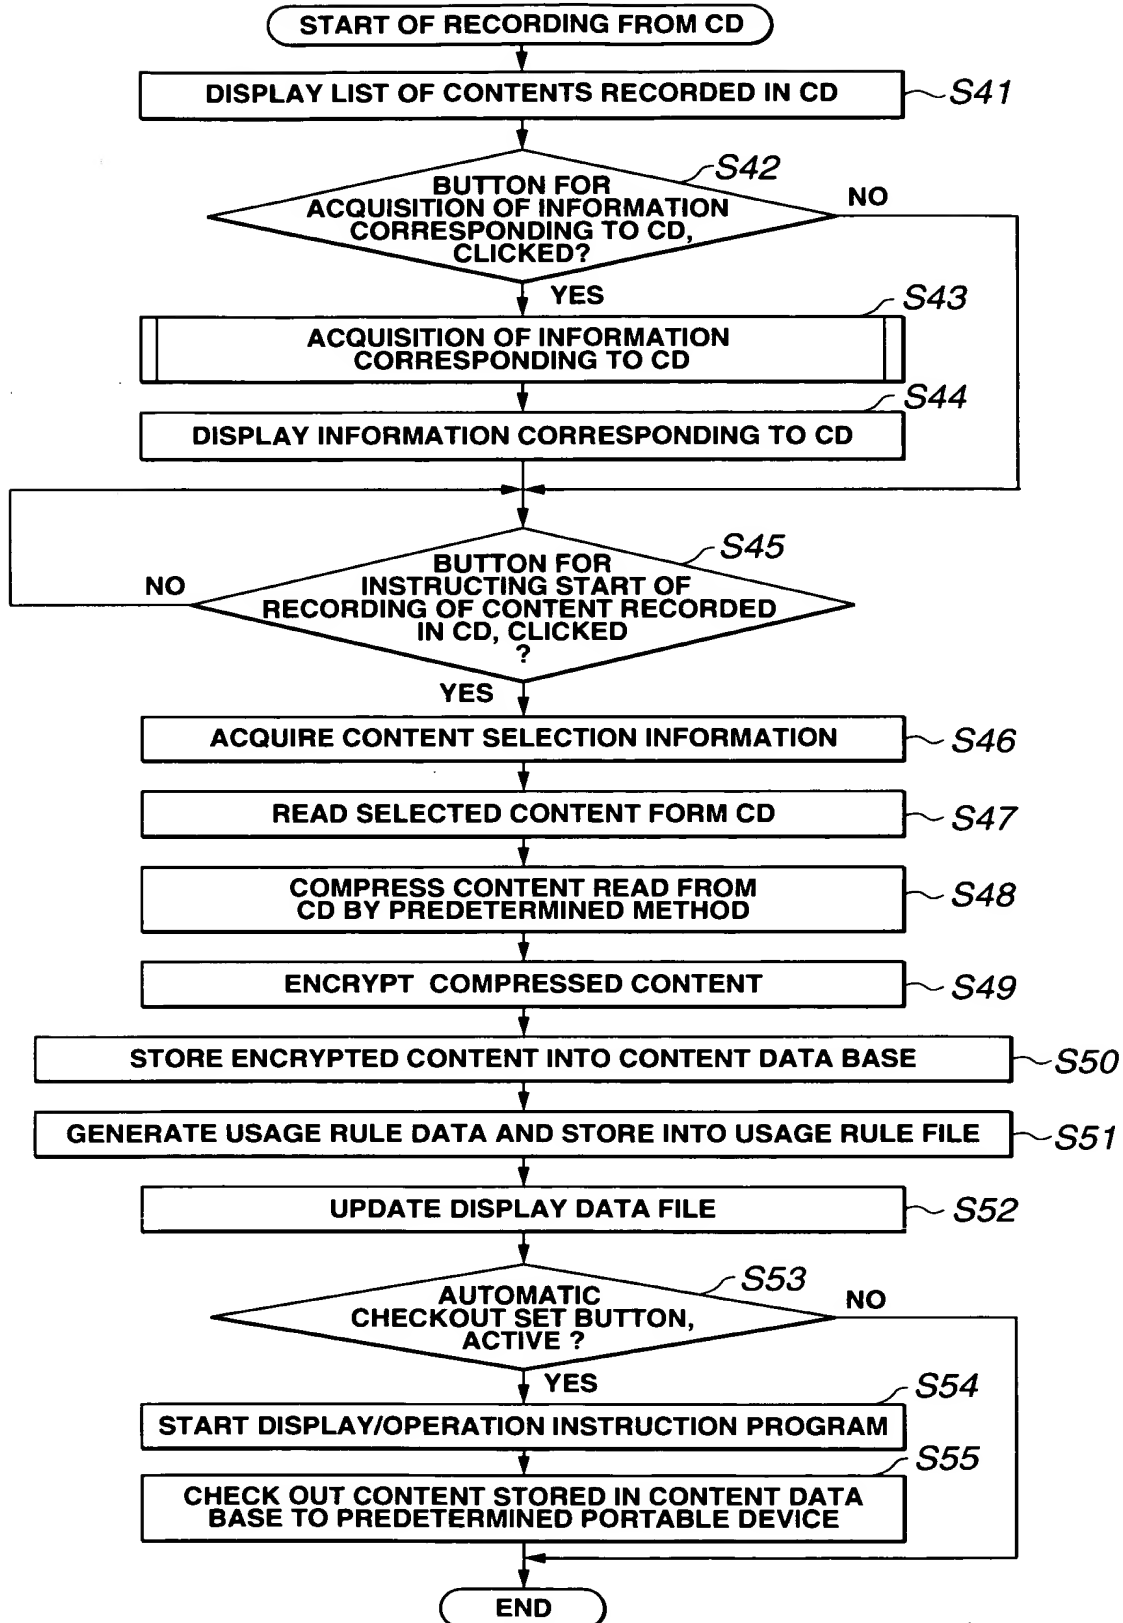 START OF RECORDING FROM CD
DISPLAY LIST OF CONTENTS RECORDED IN CD
S41
S42
BUTTON FOR
ACQUISITION OF INFORMATION
CORRESPONDING TO CD,
CLICKED?
NO
YES
S43
ACQUISITION OF INFORMATION
CORRESPONDING TO CD
S44
DISPLAY INFORMATION CORRESPONDING TO CD
S45
BUTTON FOR
INSTRUCTING START OF
RECORDING OF CONTENT RECORDED
IN CD, CLICKED
?
NO
YES
ACQUIRE CONTENT SELECTION INFORMATION
S46
READ SELECTED CONTENT FORM CD
S47
COMPRESS CONTENT READ FROM
CD BY PREDETERMINED METHOD
S48
ENCRYPT COMPRESSED CONTENT
S49
STORE ENCRYPTED CONTENT INTO CONTENT DATA BASE
S50
GENERATE USAGE RULE DATA AND STORE INTO USAGE RULE FILE
S51
UPDATE DISPLAY DATA FILE
S52
S53
AUTOMATIC
CHECKOUT SET BUTTON,
ACTIVE ?
NO
YES
S54
START DISPLAY/OPERATION INSTRUCTION PROGRAM
S55
CHECK OUT CONTENT STORED IN CONTENT DATA
BASE TO PREDETERMINED PORTABLE DEVICE
END